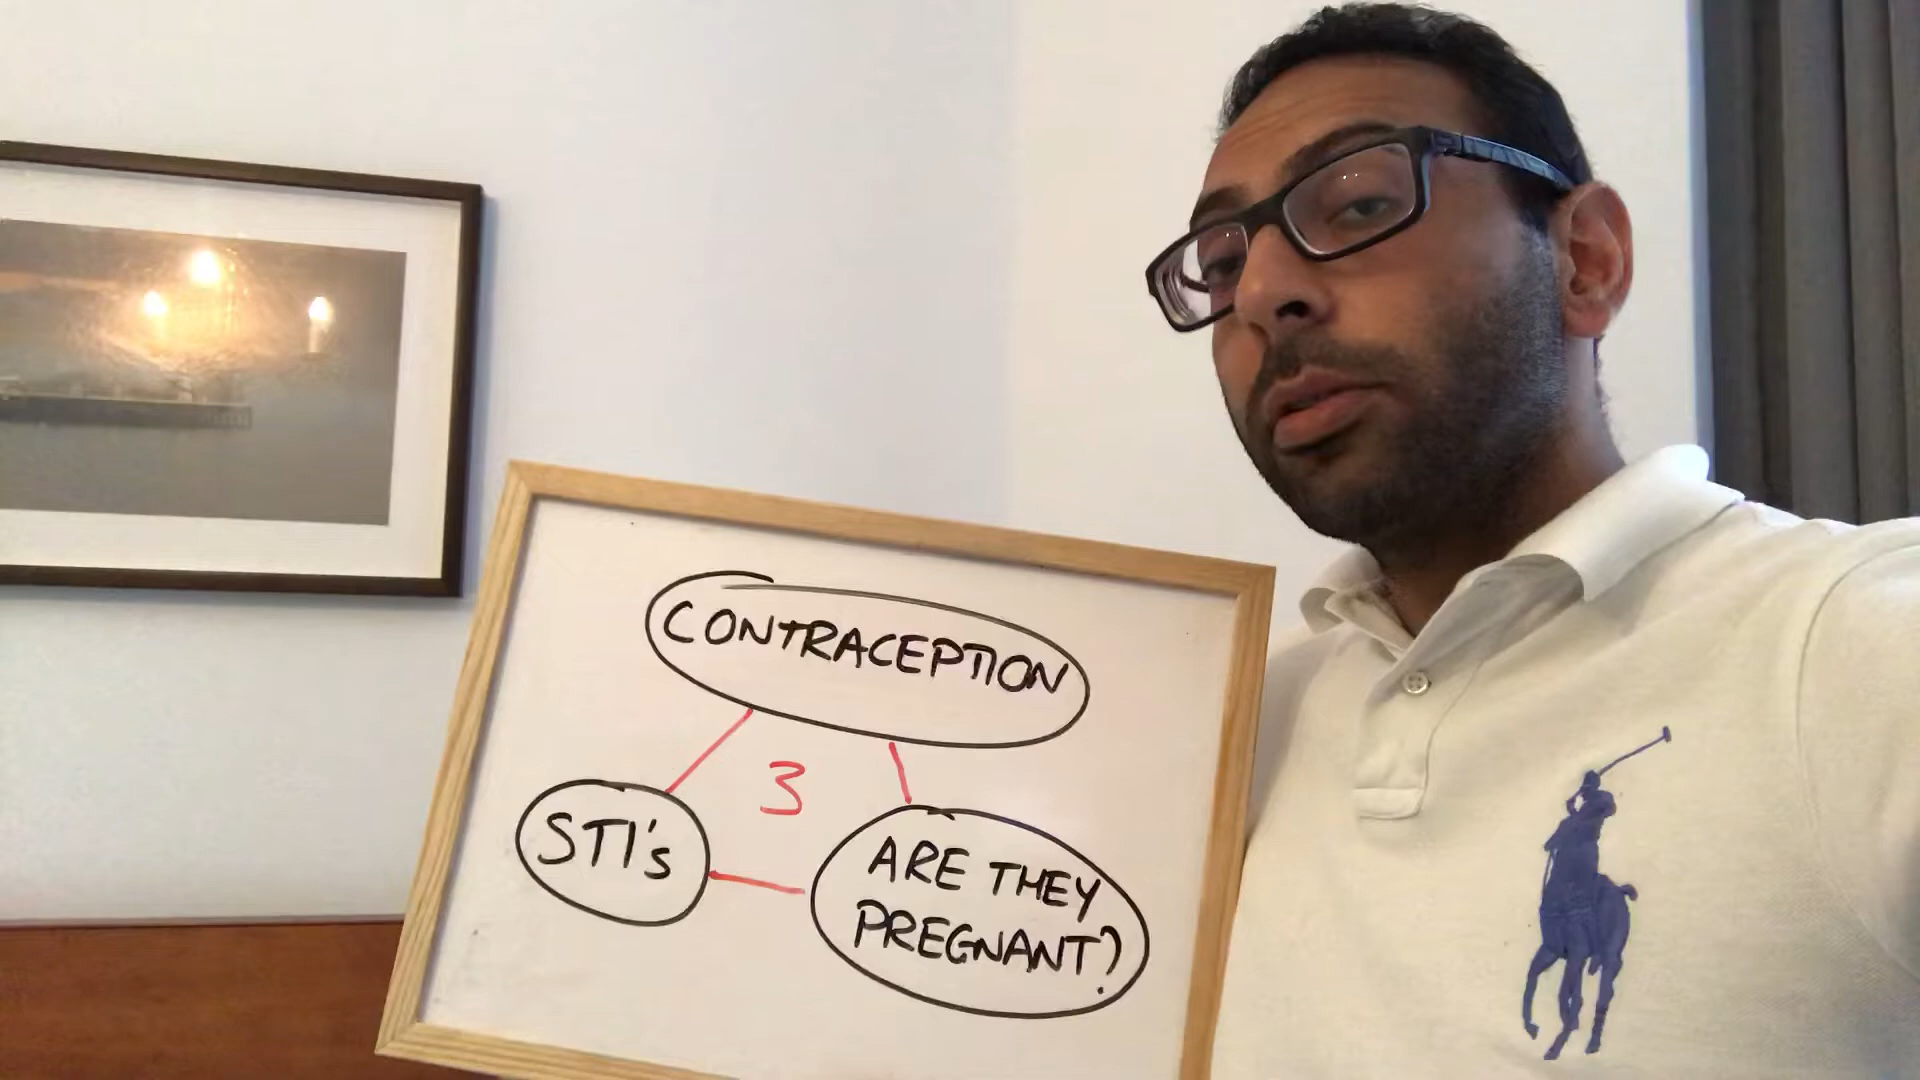 CONTRACEPTION
3
STI's
ARE THEY
PREGNANT?